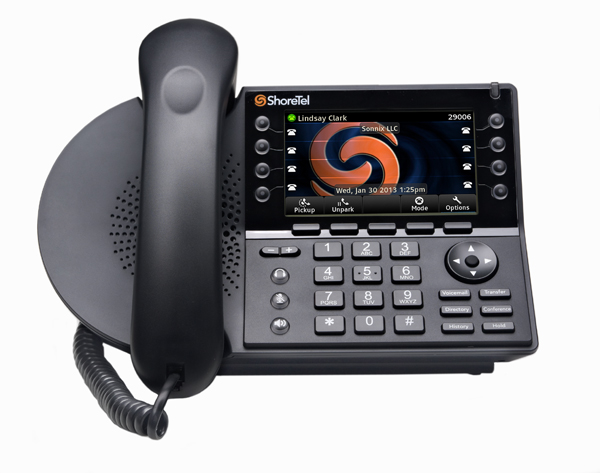 ShoreTel
Lindsay Clark 29006
Sonnix LLC
Wed, Jan 30 2013 1:25pm
Pickup Unpark Mode Options
- +
1 2 ABC 3 DEF
4 GHI 5 JKL 6 MNO
7 PQRS 8 TUV 9 WXYZ
* 0 #
Voicemail Transfer
Directory Conference
History Hold